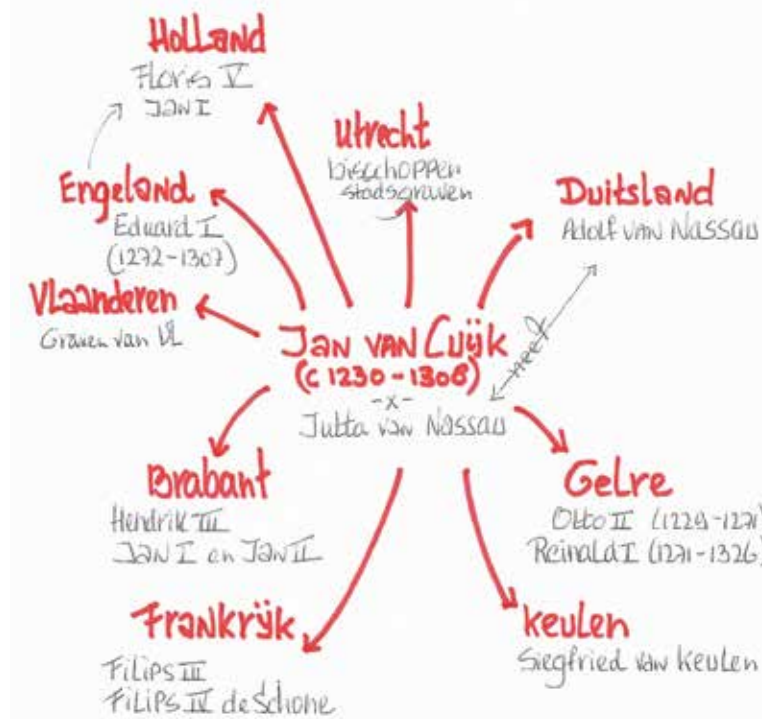 Holland
Floris V
Jan I
Utrecht
bisschoppen
stadsgraven
Engeland
Eduard I
(1272-1307)
Duitsland
Adolf van Nassau
Vlaanderen
Graven van Vl
Jan van Cuijk
(c 1230-1308)
-x-
Jutta van Nassau
neef
Brabant
Hendrik III
Jan I en Jan II
Gelre
Otto II (1229-1271)
Reinald I (1271-1326)
Frankrijk
Filips III
Filips IV de Schone
Keulen
Siegfried van Keulen